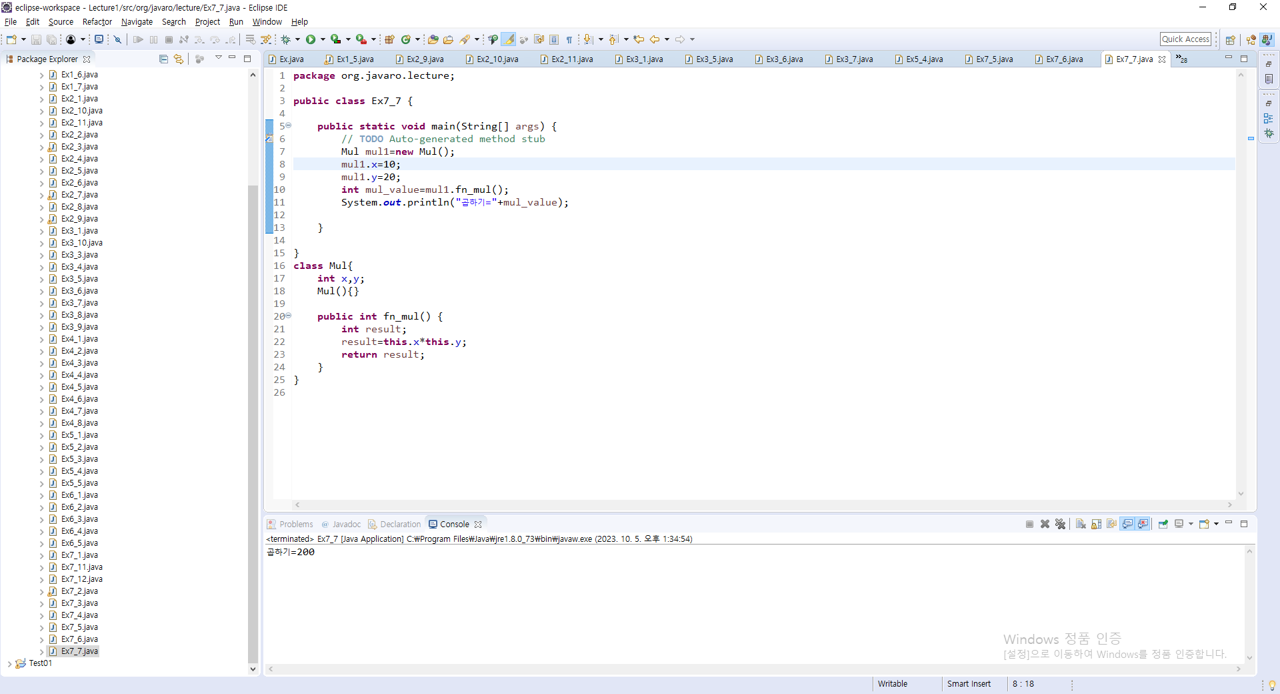 eclipse-workspace - Lecture1/src/org/javaro/lecture/Ex7_7.java - Eclipse IDE
File Edit Source Refactor Navigate Search Project Run Window Help
Quick Access
Package Explorer
Ex1_6.java
Ex1_7.java
Ex2_1.java
Ex2_10.java
Ex2_11.java
Ex2_2.java
Ex2_3.java
Ex2_4.java
Ex2_5.java
Ex2_6.java
Ex2_7.java
Ex2_8.java
Ex2_9.java
Ex3_1.java
Ex3_10.java
Ex3_3.java
Ex3_4.java
Ex3_5.java
Ex3_6.java
Ex3_7.java
Ex3_8.java
Ex3_9.java
Ex4_1.java
Ex4_2.java
Ex4_3.java
Ex4_4.java
Ex4_5.java
Ex4_6.java
Ex4_7.java
Ex4_8.java
Ex5_1.java
Ex5_2.java
Ex5_3.java
Ex5_4.java
Ex5_5.java
Ex6_1.java
Ex6_2.java
Ex6_3.java
Ex6_4.java
Ex6_5.java
Ex7_1.java
Ex7_11.java
Ex7_12.java
Ex7_2.java
Ex7_3.java
Ex7_4.java
Ex7_5.java
Ex7_6.java
Ex7_7.java
Test01
Ex.java Ex1_5.java Ex2_9.java Ex2_10.java Ex2_11.java Ex3_1.java Ex3_5.java Ex3_6.java Ex3_7.java Ex5_4.java Ex7_5.java Ex7_6.java Ex7_7.java »28
1 package org.javaro.lecture;
2
3 public class Ex7_7 {
4
5 public static void main(String[] args) {
6 // TODO Auto-generated method stub
7 Mul mul1=new Mul();
8 mul1.x=10;
9 mul1.y=20;
10 int mul_value=mul1.fn_mul();
11 System.out.println("곱하기="+mul_value);
12
13 }
14
15 }
16 class Mul{
17 int x,y;
18 Mul(){}
19
20 public int fn_mul() {
21 int result;
22 result=this.x*this.y;
23 return result;
24 }
25 }
26
Problems Javadoc Declaration Console
<terminated> Ex7_7 [Java Application] C:₩Program Files₩Java₩jre1.8.0_73₩bin₩javaw.exe (2023. 10. 5. 오후 1:34:54)
곱하기=200
Windows 정품 인증
[설정]으로 이동하여 Windows를 정품 인증합니다.
Writable Smart Insert 8 : 18